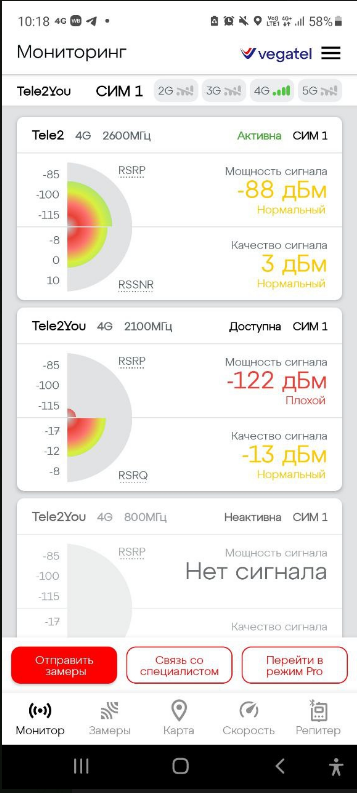 10:18 4G
VoLTE1 4G+ 58%
Мониторинг vegatel
Tele2You СИМ 1 2G 3G 4G 5G
Tele2 4G 2600МГц Активна СИМ 1
RSRP Мощность сигнала
-85
-88 дБм
-100
Нормальный
-115
-8 Качество сигнала
0 3 дБм
Нормальный
10
RSSNR
Tele2You 4G 2100МГц Доступна СИМ 1
RSRP Мощность сигнала
-85
-122 дБм
-100
Плохой
-115
-17 Качество сигнала
-12 -13 дБм
-8 Нормальный
RSRQ
Tele2You 4G 800МГц Неактивна СИМ 1
RSRP Мощность сигнала
-85
Нет сигнала
-100
-115
-17 Качество сигнала
Отправить замеры
Связь со специалистом
Перейти в режим Pro
Монитор Замеры Карта Скорость Репитер